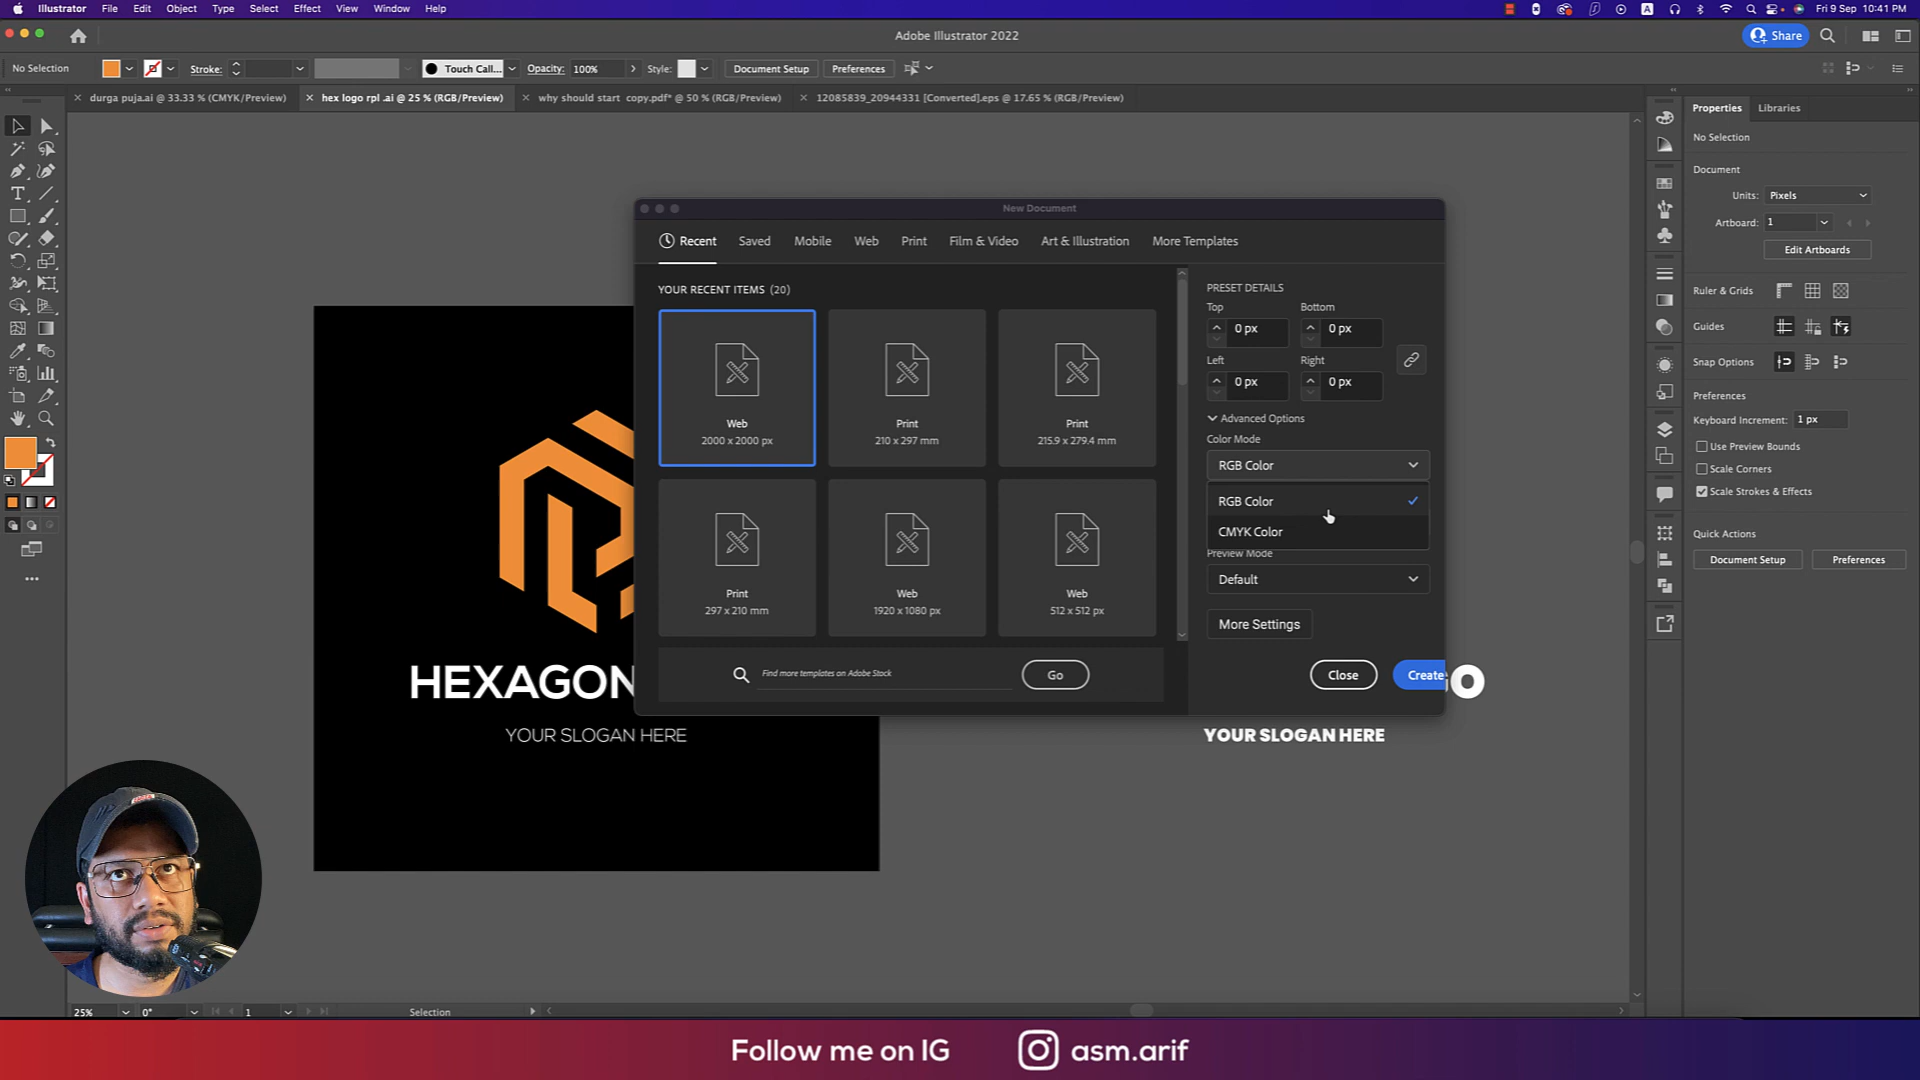 Illustrator File Edit Object Type Select Effect View Window Help
A Fri 9 Sep 10:41 PM
Adobe Illustrator 2022
Share
No Selection Stroke: Touch Call... Opacity: 100% Style: Document Setup Preferences
durga puja.ai @ 33.33 % (CMYK/Preview) hex logo rpl .ai @ 25 % (RGB/Preview) why should start copy.pdf* @ 50 % (RGB/Preview) 12085839_20944331 [Converted].eps @ 17.65 % (RGB/Preview)
New Document
Recent Saved Mobile Web Print Film & Video Art & Illustration More Templates
YOUR RECENT ITEMS (20)
Web
2000 x 2000 px
Print
210 x 297 mm
Print
215.9 x 279.4 mm
Print
297 x 210 mm
Web
1920 x 1080 px
Web
512 x 512 px
Find more templates on Adobe Stock
Go
PRESET DETAILS
Top Bottom
0 px 0 px
Left Right
0 px 0 px
Advanced Options
Color Mode
RGB Color
RGB Color
CMYK Color
Preview Mode
Default
More Settings
Close Create
HEXAGON
O
YOUR SLOGAN HERE
YOUR SLOGAN HERE
Properties Libraries
No Selection
Document
Units: Pixels
Artboard: 1
Edit Artboards
Ruler & Grids
Guides
Snap Options
Preferences
Keyboard Increment: 1 px
Use Preview Bounds
Scale Corners
Scale Strokes & Effects
Quick Actions
Document Setup Preferences
25% 0° 1 Selection
Follow me on IG asm.arif